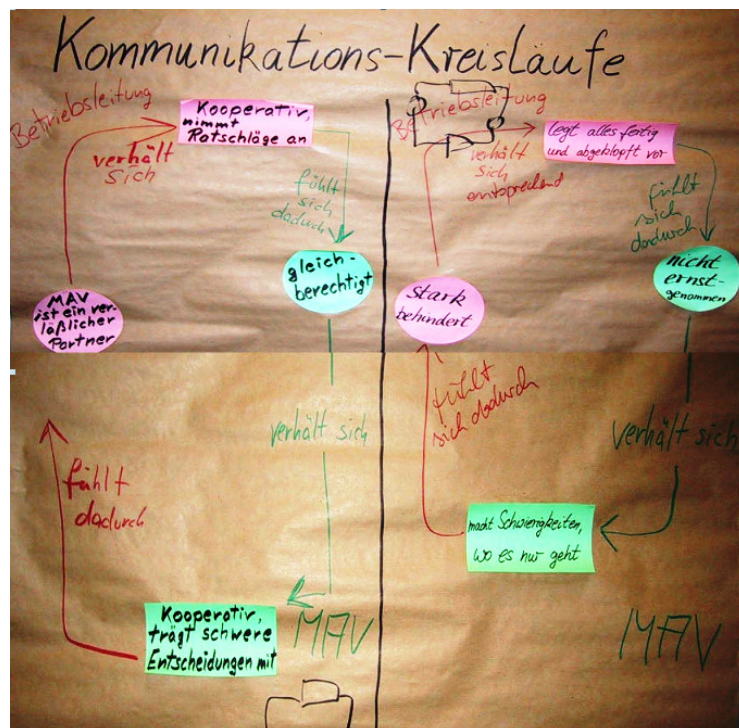 Kommunikations-Kreisläufe
Betriebsleitung
Kooperativ,
nimmt
Ratschläge an
verhält
sich
fühlt
sich
dadurch
gleich-
berechtigt
MAV
ist ein ver-
läßlicher
Partner
verhält sich
fühlt
dadurch
Kooperativ,
trägt schwere
Entscheidungen mit
MAV
Betriebsleitung
legt alles fertig
und abgeklopft vor
verhält
sich
entsprechend
fühlt
sich
dadurch
nicht
ernst-
genommen
stark
behindert
fühlt
sich dadurch
verhält sich
macht Schwierigkeiten,
wo es nur geht
MAV